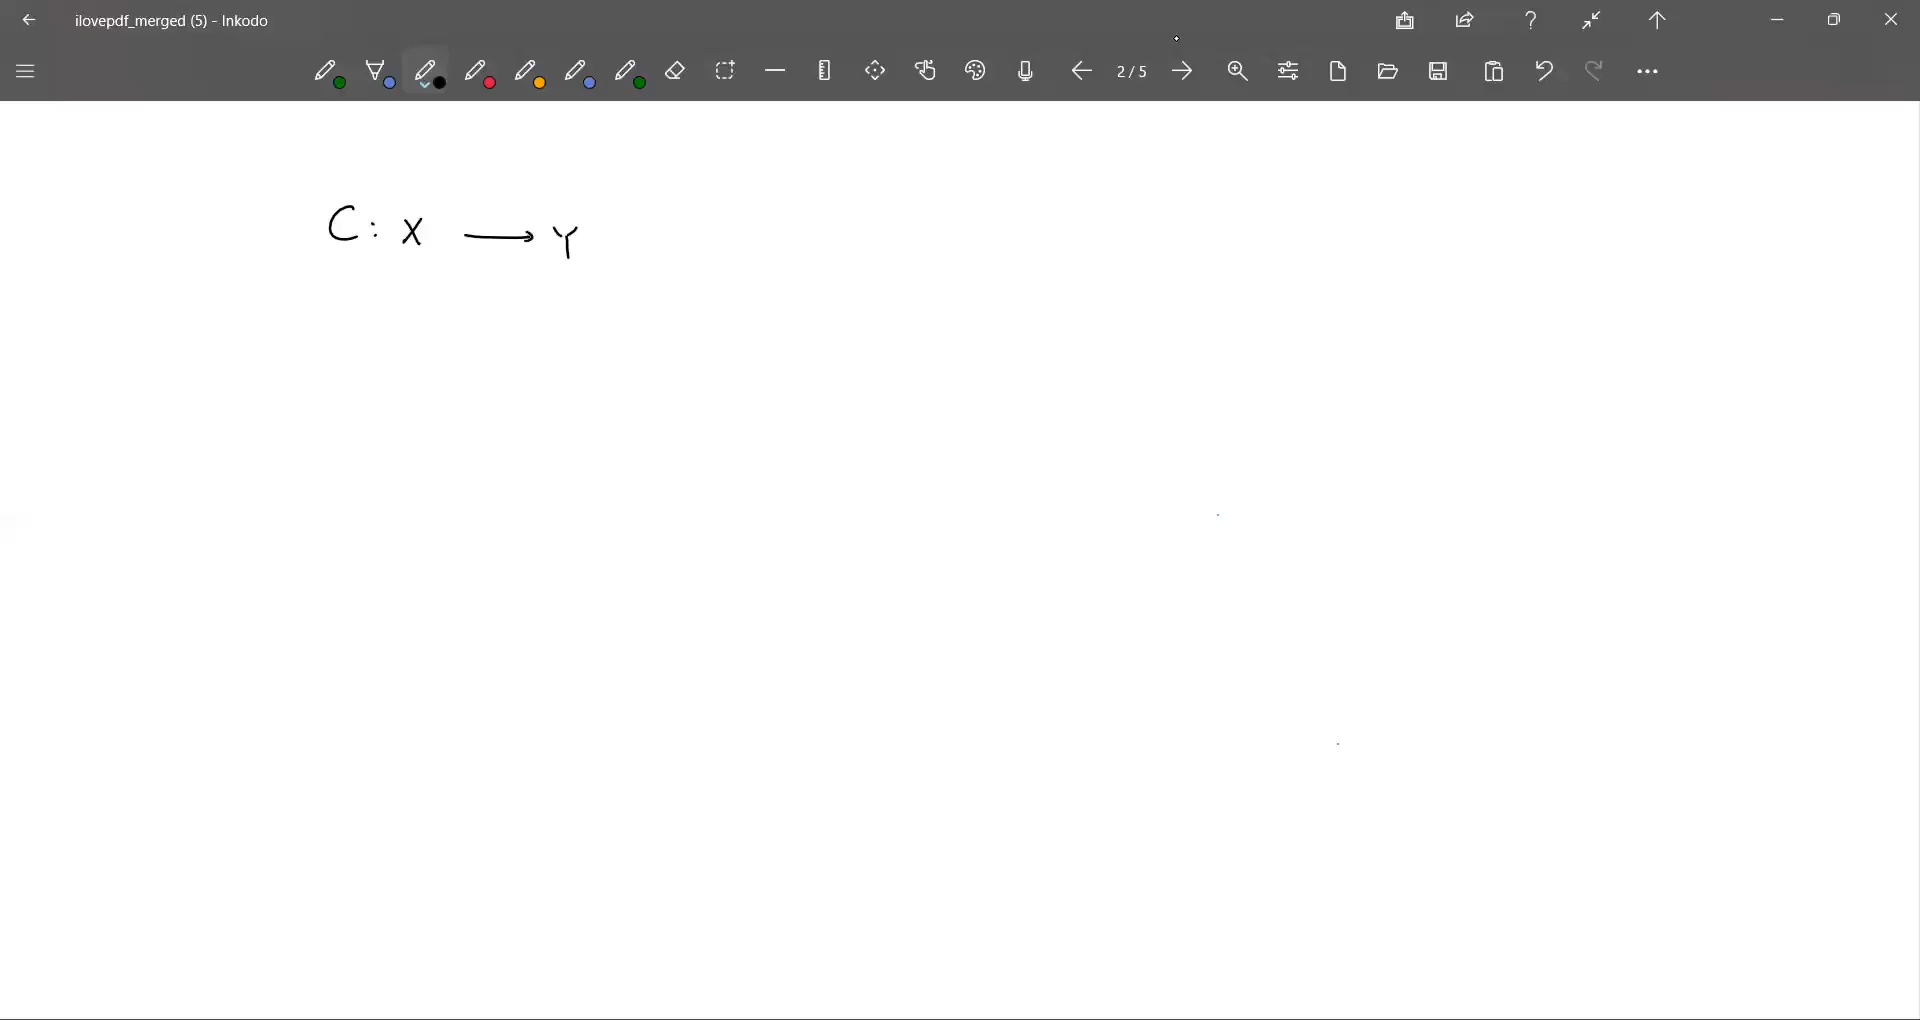 ilovepdf_merged (5) - Inkodo
2 / 5
C: X ⟶ Y